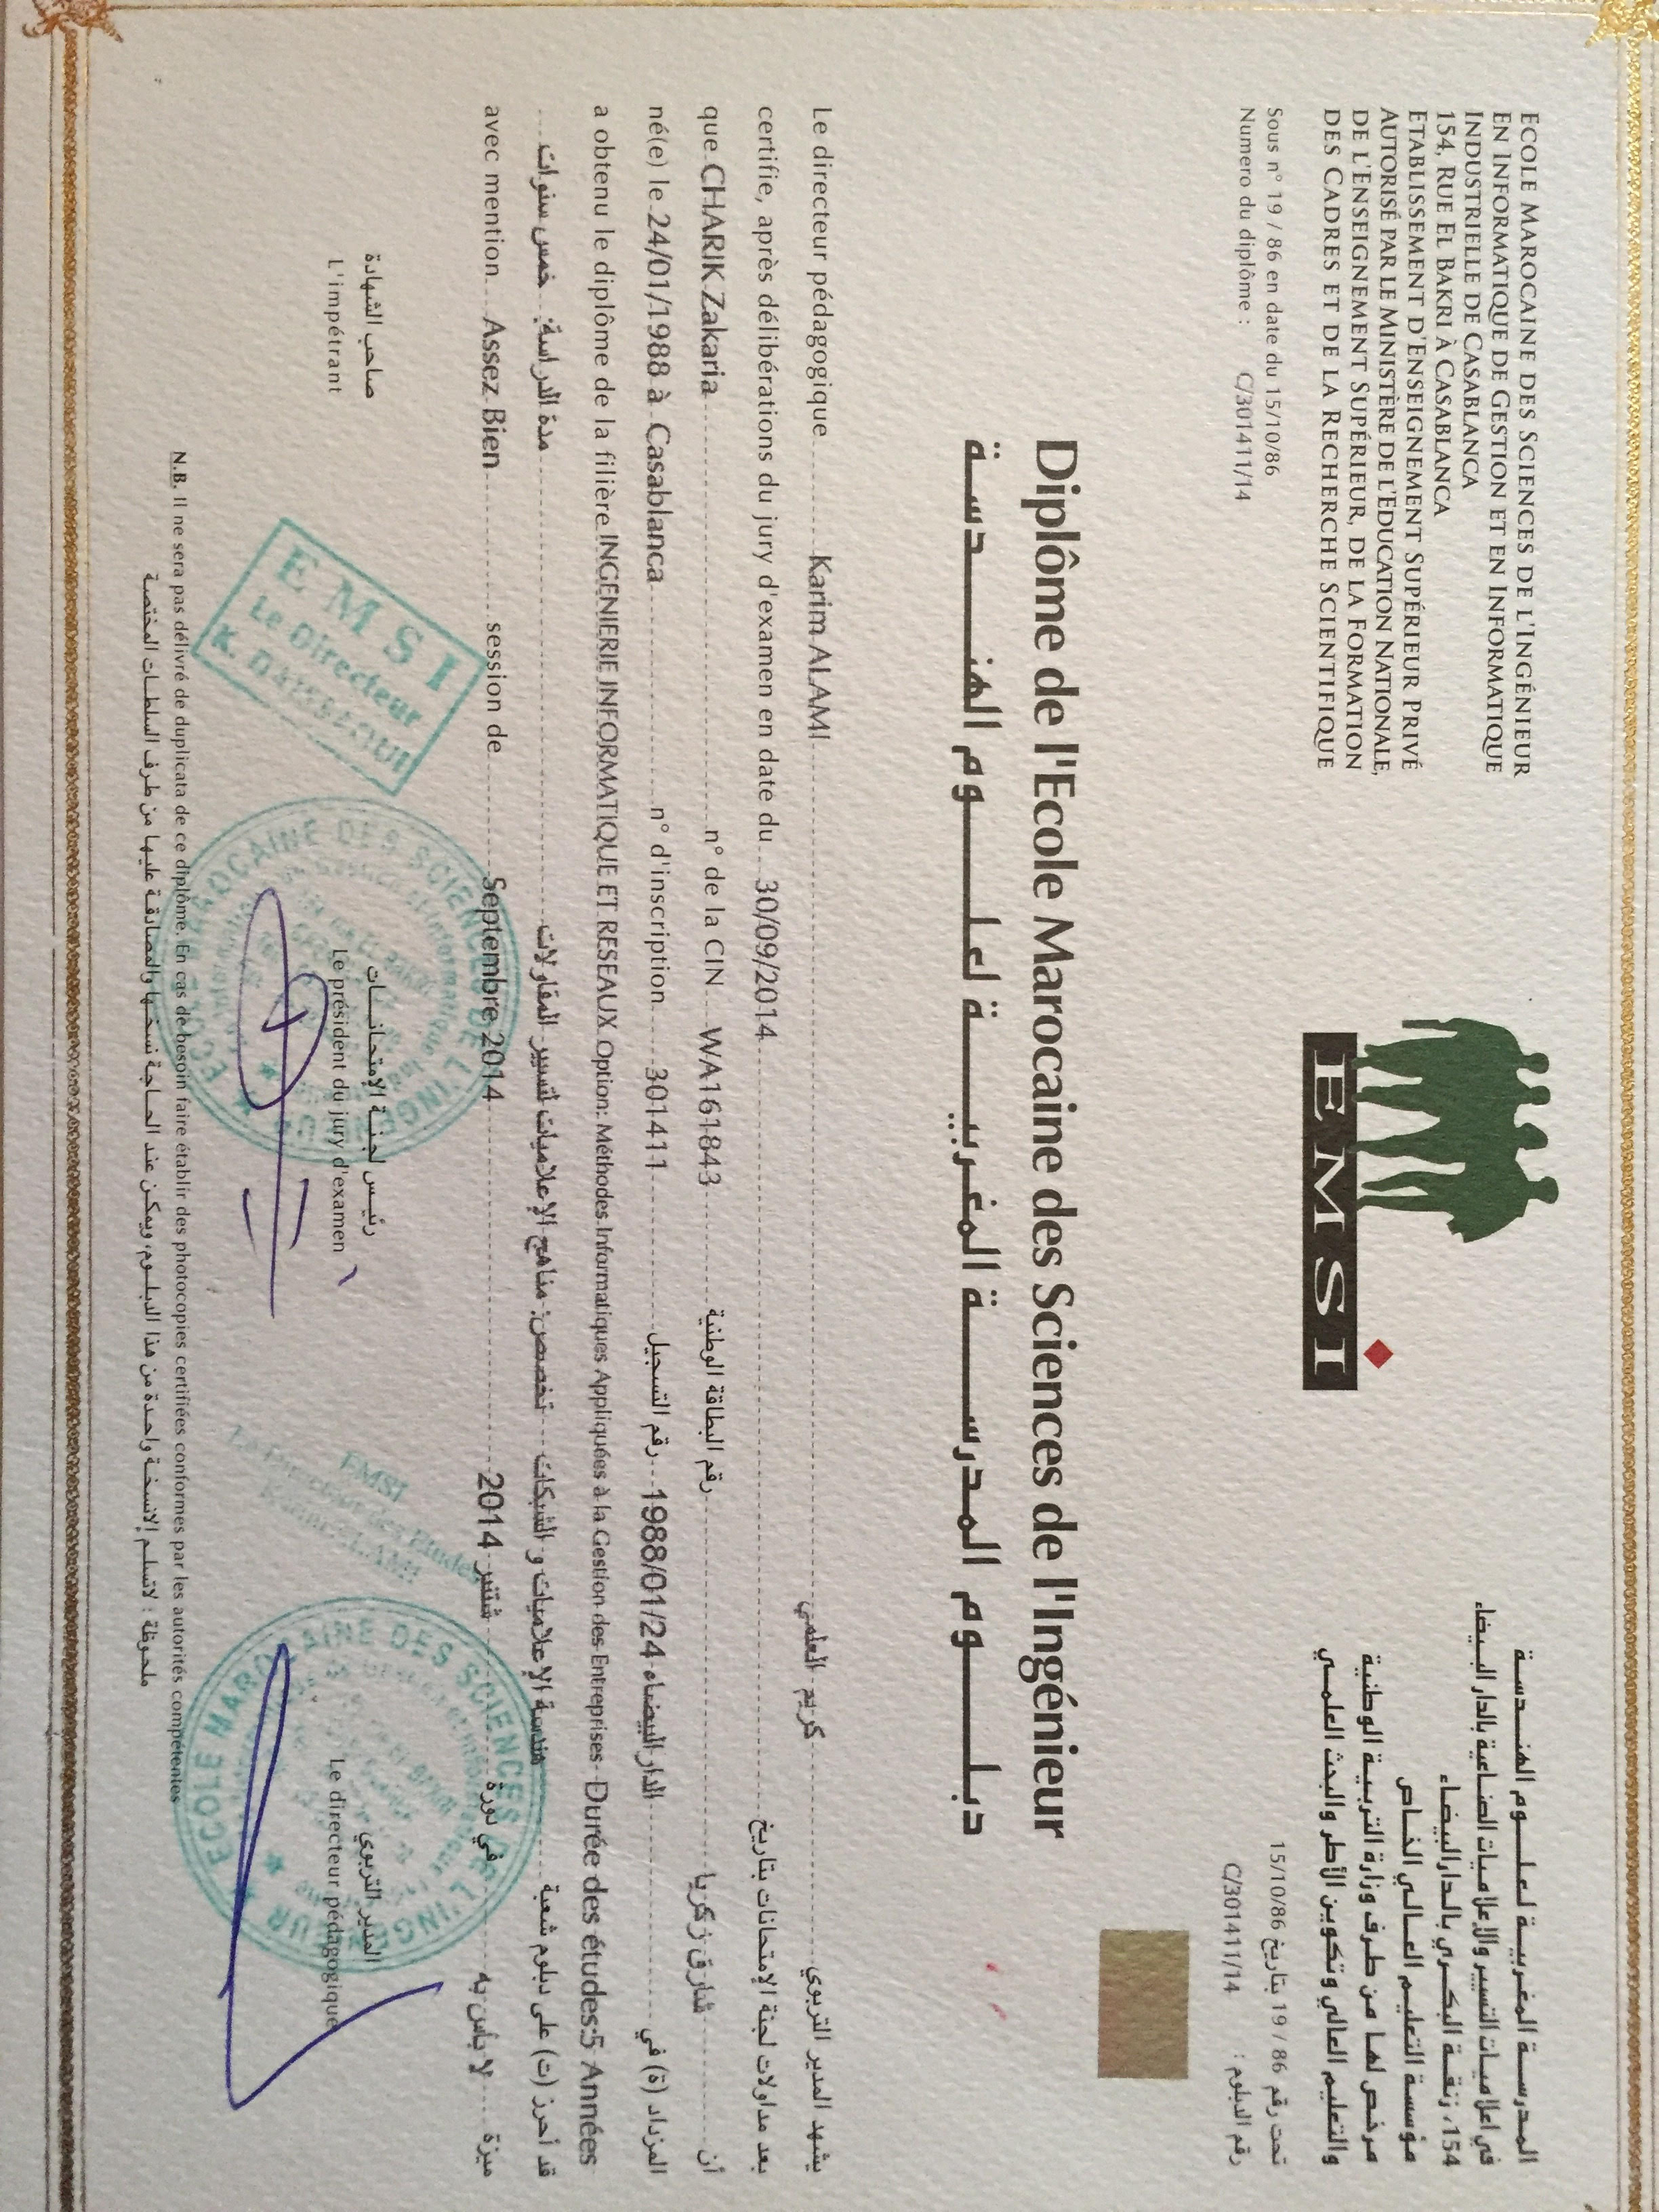 ECOLE MAROCAINE DES SCIENCES DE L'INGÉNIEUR
EN INFORMATIQUE DE GESTION ET EN INFORMATIQUE
INDUSTRIELLE DE CASABLANCA
154, RUE EL BAKRI À CASABLANCA
ETABLISSEMENT D'ENSEIGNEMENT SUPÉRIEUR PRIVÉ
AUTORISÉ PAR LE MINISTÈRE DE L'EDUCATION NATIONALE,
DE L'ENSEIGNEMENT SUPÉRIEUR, DE LA FORMATION
DES CADRES ET DE LA RECHERCHE SCIENTIFIQUE
Sous n° 19 / 86 en date du 15/10/86
Numero du diplôme : C/301411/14
EMSI
المدرسة المغربية لعلوم الهندسة
في إعلاميات التسيير والإعلاميات الصناعية بالدار البيضاء
154، زنقة البكري بالدار البيضاء
مؤسسة التعليم العالي الخاص
مرخص لها من طرف وزارة التربية الوطنية
والتعليم العالي وتكوين الأطر والبحث العلمي
تحت رقم 86 / 19 بتاريخ 15/10/86
رقم الدبلوم : C/301411/14
Diplôme de l'Ecole Marocaine des Sciences de l'Ingénieur
دبلوم المدرسة المغربية لعلوم الهندسة
Le directeur pédagogique Karim ALAMI كريم العلمي يشهد المدير التربوي
certifie, après délibérations du jury d'examen en date du 30/09/2014 بعد مداولات لجنة الإمتحانات بتاريخ
que CHARIK Zakaria n° de la CIN WA161843 رقم البطاقة الوطنية شارق زكريا أن
né(e) le 24/01/1988 à Casablanca n° d'inscription 301411 رقم التسجيل 1988/01/24 الدار البيضاء المزداد (ة) في
a obtenu le diplôme de la filière INGENIERIE INFORMATIQUE ET RESEAUX Option: Méthodes Informatiques Appliquées à la Gestion des Entreprises Durée des études:5 Années
قد أحرز (ت) على دبلوم شعبة هندسة الإعلاميات و الشبكات تخصص: مناهج الإعلاميات لتسيير المقاولات مدة الدراسة: خمس سنوات
avec mention Assez Bien session de Septembre 2014 شتنبر 2014 في دورة لا بأس به ميزة
صاحب الشهادة
L'impétrant
رئيس لجنة الإمتحانات
Le président du jury d'examen
المدير التربوي
Le directeur pédagogique
EMSI
Le Directeur
K. DAISSAOUI
ECOLE MAROCAINE DES SCIENCES DE L'INGENIEUR
EMSI
Le Directeur des Etudes
Karim ALAMI
ECOLE MAROCAINE DES SCIENCES DE L'INGENIEUR
N.B. Il ne sera pas délivré de duplicata de ce diplôme. En cas de besoin faire établir des photocopies certifiées conformes par les autorités compétentes
ملحوظة : لاتسلم إلانسخة واحدة من هذا الدبلوم، ويمكن عند الحاجة نسخها والمصادقة عليها من طرف السلطات المختصة